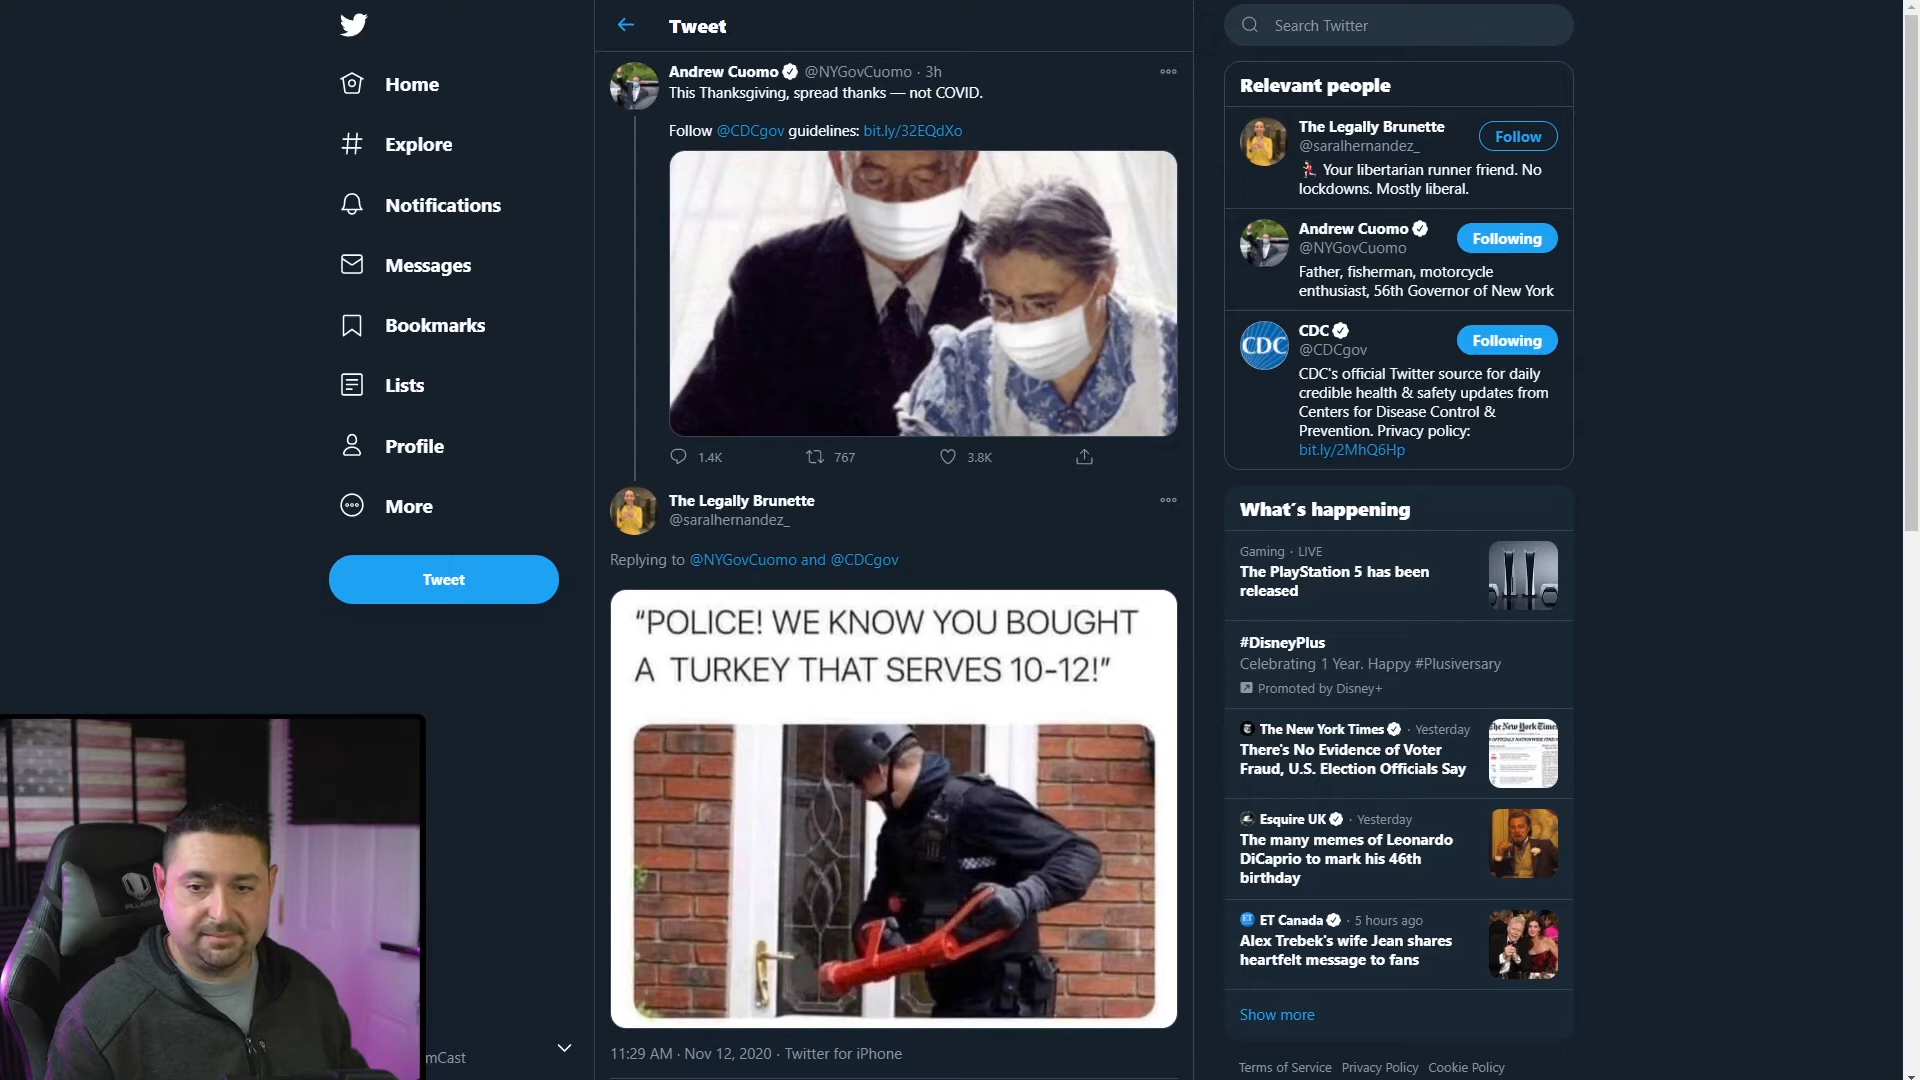 Home
Explore
Notifications
Messages
Bookmarks
Lists
Profile
More
Tweet
mCast
Tweet
Andrew Cuomo @NYGovCuomo · 3h
This Thanksgiving, spread thanks — not COVID.
Follow @CDCgov guidelines: bit.ly/32EQdXo
1.4K 767 3.8K
The Legally Brunette
@saralhernandez_
Replying to @NYGovCuomo and @CDCgov
“POLICE! WE KNOW YOU BOUGHT
A TURKEY THAT SERVES 10-12!”
11:29 AM · Nov 12, 2020 · Twitter for iPhone
Search Twitter
Relevant people
The Legally Brunette
@saralhernandez_
Follow
Your libertarian runner friend. No
lockdowns. Mostly liberal.
Andrew Cuomo
@NYGovCuomo
Following
Father, fisherman, motorcycle
enthusiast, 56th Governor of New York
CDC
CDC
@CDCgov
Following
CDC's official Twitter source for daily
credible health & safety updates from
Centers for Disease Control &
Prevention. Privacy policy:
bit.ly/2MhQ6Hp
What's happening
Gaming · LIVE
The PlayStation 5 has been
released
#DisneyPlus
Celebrating 1 Year. Happy #Plusiversary
Promoted by Disney+
The New York Times · Yesterday
There's No Evidence of Voter
Fraud, U.S. Election Officials Say
Esquire UK · Yesterday
The many memes of Leonardo
DiCaprio to mark his 46th
birthday
ET Canada · 5 hours ago
Alex Trebek's wife Jean shares
heartfelt message to fans
Show more
Terms of Service Privacy Policy Cookie Policy